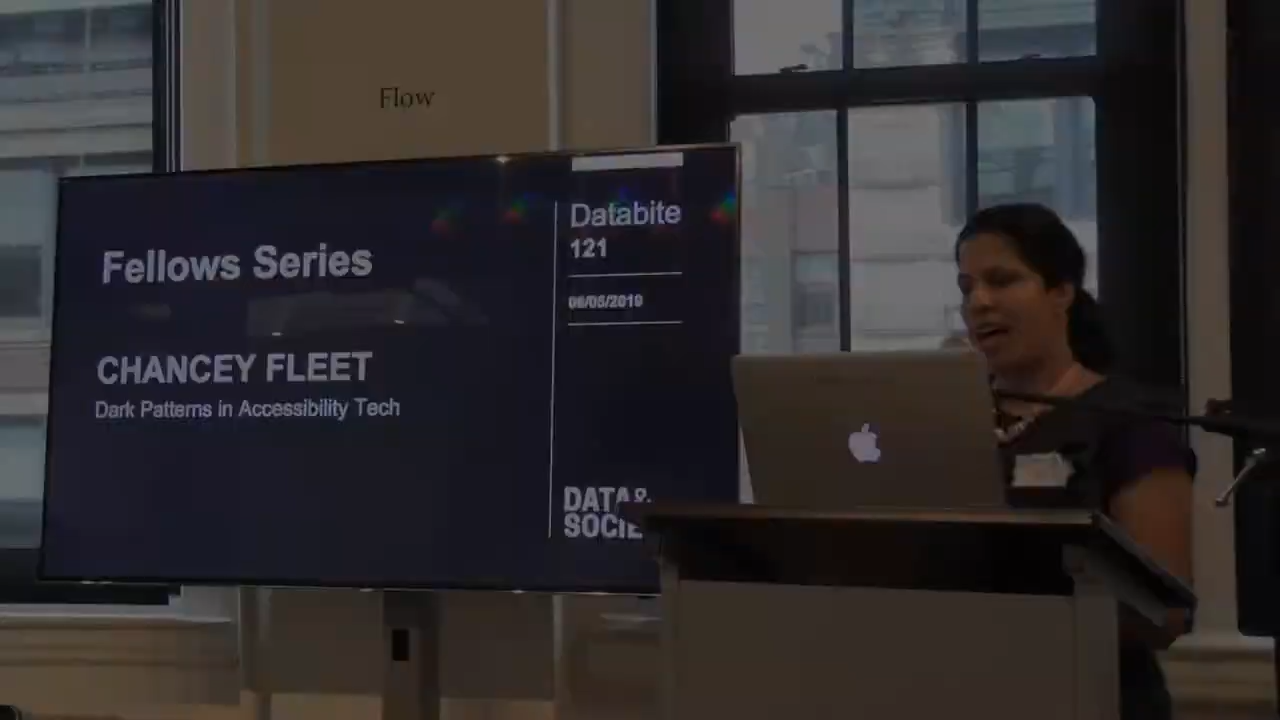 Flow
Fellows Series
CHANCEY FLEET
Dark Patterns in Accessibility Tech
Databite
121
06/05/2019
DATA&
SOCIE